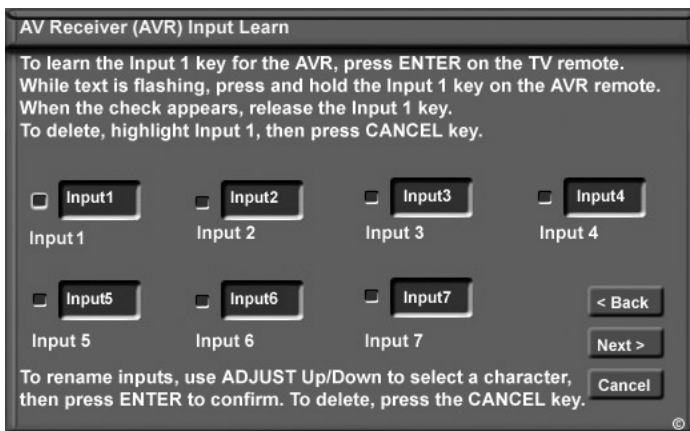 AV Receiver (AVR) Input Learn
To learn the Input 1 key for the AVR, press ENTER on the TV remote.
While text is flashing, press and hold the Input 1 key on the AVR remote.
When the check appears, release the Input 1 key.
To delete, highlight Input 1, then press CANCEL key.
Input1 Input2 Input3 Input4
Input 1 Input 2 Input 3 Input 4
Input5 Input6 Input7
< Back
Input 5 Input 6 Input 7
Next >
To rename inputs, use ADJUST Up/Down to select a character,
Cancel
then press ENTER to confirm. To delete, press the CANCEL key.
©